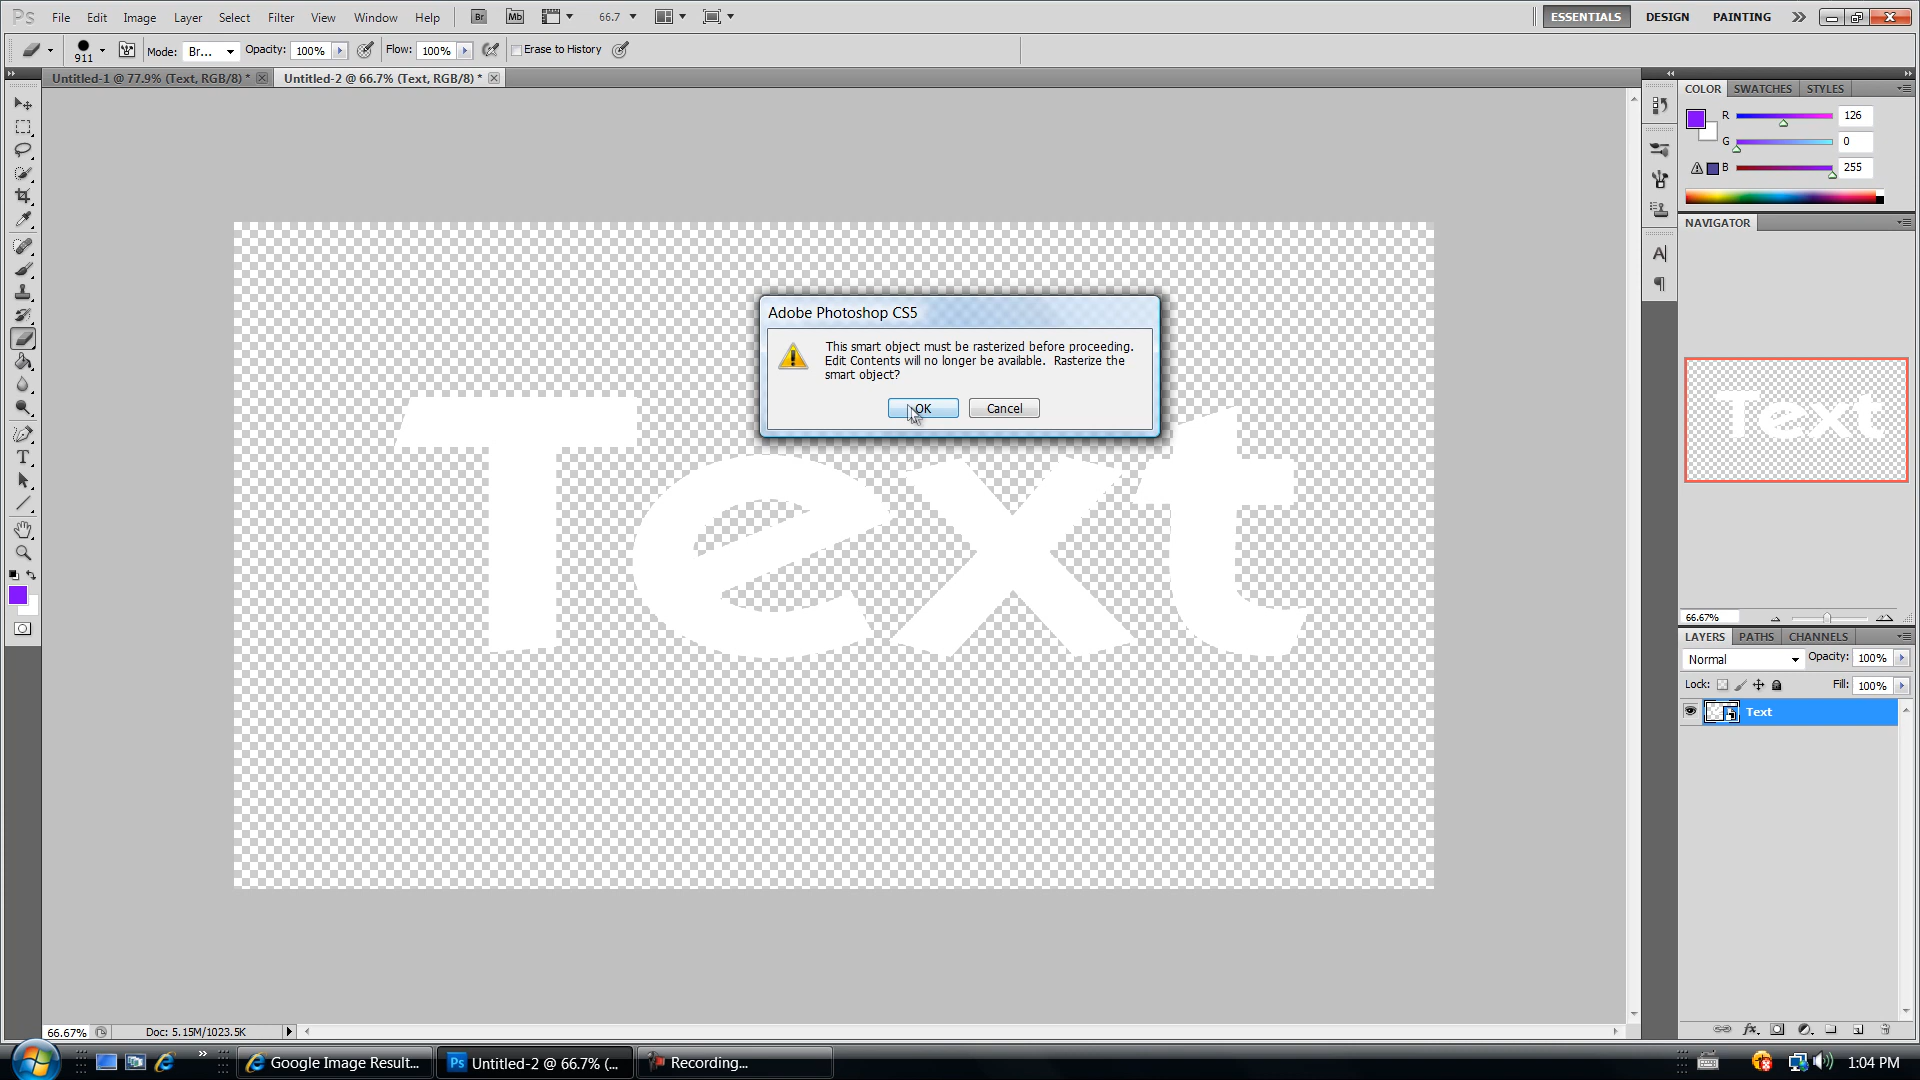 Ps File Edit Image Layer Select Filter View Window Help Br Mb 66.7 ESSENTIALS DESIGN PAINTING
911 Mode: Br... Opacity: 100% Flow: 100% Erase to History
Untitled-1 @ 77.9% (Text, RGB/8) * Untitled-2 @ 66.7% (Text, RGB/8) *
COLOR SWATCHES STYLES
R 126
G 0
B 255
NAVIGATOR
Text
66.67%
Adobe Photoshop CS5
This smart object must be rasterized before proceeding.
Edit Contents will no longer be available. Rasterize the
smart object?
OK Cancel
Text
LAYERS PATHS CHANNELS
Normal Opacity: 100%
Lock: Fill: 100%
Text
66.67% Doc: 5.15M/1023.5K
Google Image Result... Ps Untitled-2 @ 66.7% (... Recording... 1:04 PM